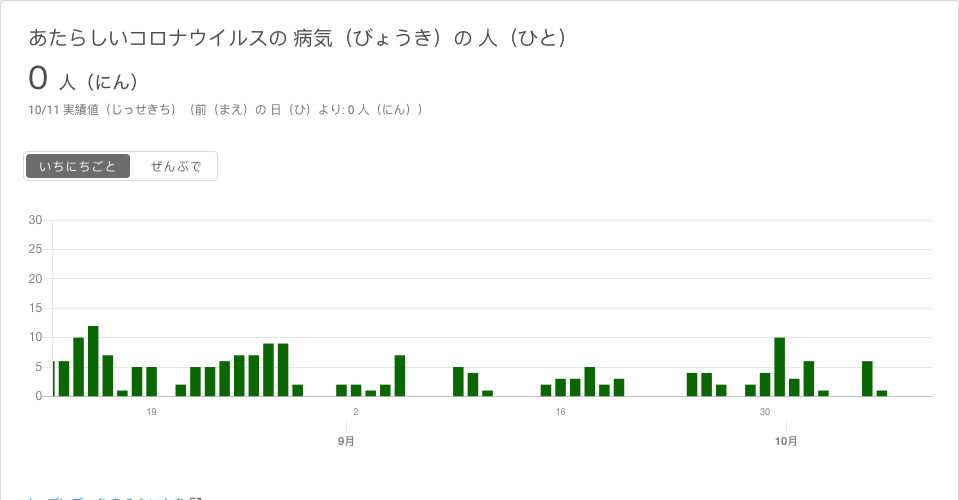 あたらしいコロナウイルスの 病気（びょうき）の 人（ひと）
0 人（にん）
10/11 実績値（じっせきち）（前（まえ）の 日（ひ）より: 0 人（にん））
いちにちごと ぜんぶで
30
25
20
15
10
5
0
19 2 16 30
9月 10月